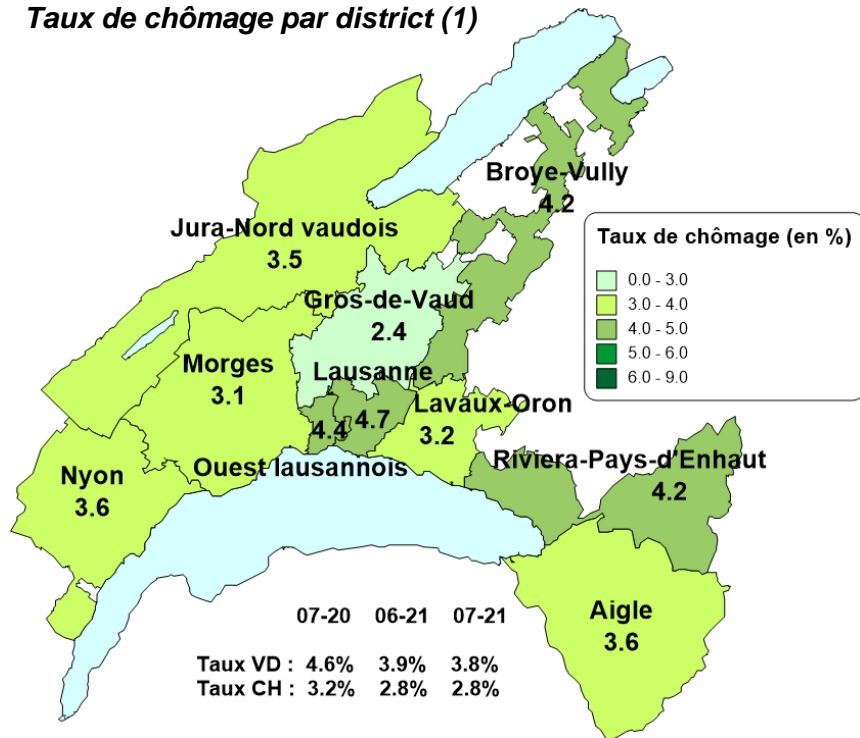 Taux de chômage par district (1)
Broye-Vully
4.2
Jura-Nord vaudois
3.5
Taux de chômage (en %)
0.0 - 3.0
3.0 - 4.0
4.0 - 5.0
5.0 - 6.0
6.0 - 9.0
Gros-de-Vaud
2.4
Morges
3.1
Lausanne
4.7
Lavaux-Oron
3.2
4.4
Ouest lausannois
Nyon
3.6
Riviera-Pays-d'Enhaut
4.2
Aigle
3.6
07-20 06-21 07-21
Taux VD : 4.6% 3.9% 3.8%
Taux CH : 3.2% 2.8% 2.8%